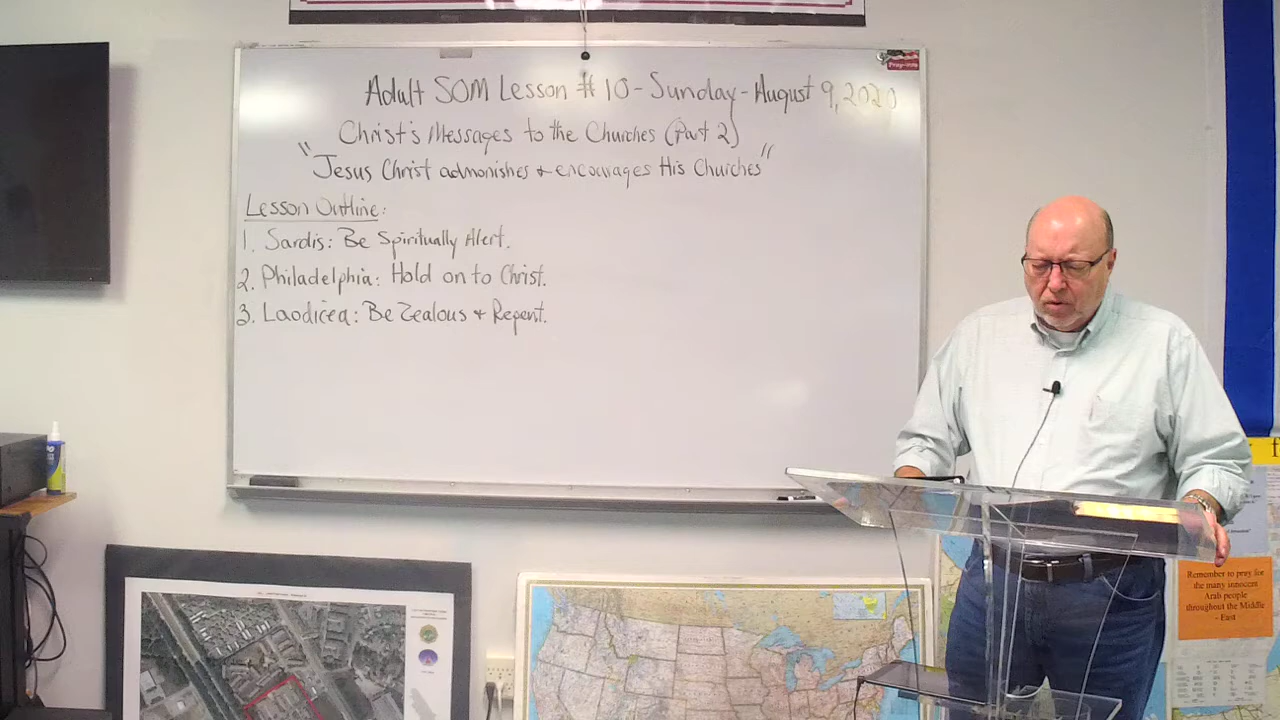 Adult SOM Lesson # 10 - Sunday - August 9, 2020
Christ's Messages to the Churches (Part 2)
"Jesus Christ admonishes & encourages His Churches"
Lesson Outline:
1. Sardis: Be Spiritually Alert.
2. Philadelphia: Hold on to Christ.
3. Laodicea: Be Zealous & Repent.
Remember to pray for
the many innocent
Arab people
throughout the Middle
- East